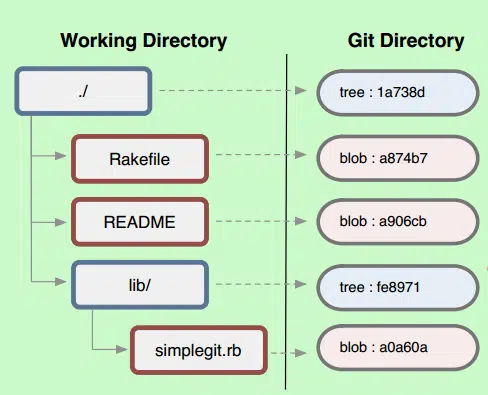 Working Directory
Git Directory
./
tree : 1a738d
Rakefile
blob : a874b7
README
blob : a906cb
lib/
tree : fe8971
simplegit.rb
blob : a0a60a